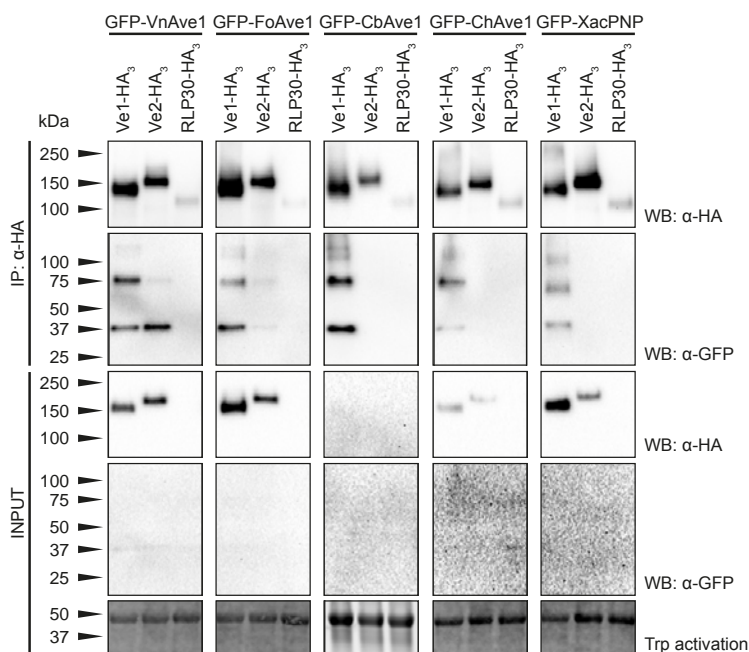 GFP-VnAve1 GFP-FoAve1 GFP-CbAve1 GFP-ChAve1 GFP-XacPNP
Ve1-HA₃ Ve2-HA₃ RLP30-HA₃ Ve1-HA₃ Ve2-HA₃ RLP30-HA₃ Ve1-HA₃ Ve2-HA₃ RLP30-HA₃ Ve1-HA₃ Ve2-HA₃ RLP30-HA₃ Ve1-HA₃ Ve2-HA₃ RLP30-HA₃
kDa
IP: α-HA
250
150
100
WB: α-HA
100
75
50
37
25
WB: α-GFP
INPUT
250
150
100
WB: α-HA
100
75
50
37
25
WB: α-GFP
50
37
Trp activation